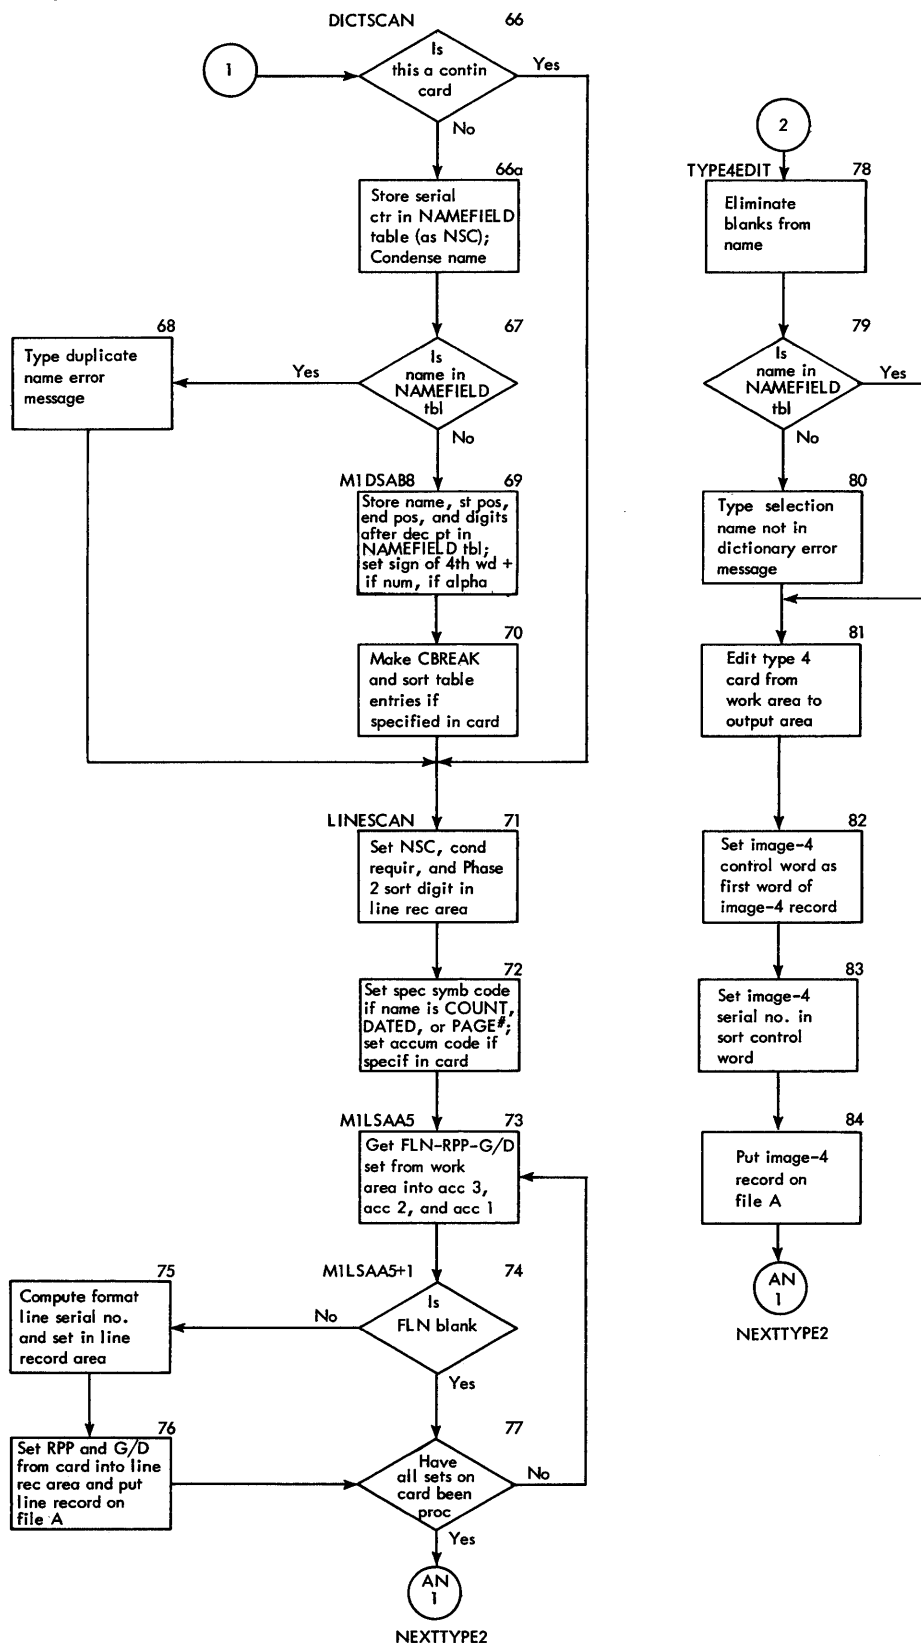 DICTSCAN 66
Is
this a contin
card
Yes
No
1
66a
Store serial
ctr in NAMEFIELD
table (as NSC);
Condense name
67
Is
name in
NAMEFIELD
tbl
Yes
No
68
Type duplicate
name error
message
M1DSAB8 69
Store name, st pos,
end pos, and digits
after dec pt in
NAMEFIELD tbl;
set sign of 4th wd +
if num, if alpha
70
Make CBREAK
and sort table
entries if
specified in card
LINESCAN 71
Set NSC, cond
requir, and Phase
2 sort digit in
line rec area
72
Set spec symb code
if name is COUNT,
DATED, or PAGE#;
set accum code if
specif in card
M1LSAA5 73
Get FLN-RPP-G/D
set from work
area into acc 3,
acc 2, and acc 1
M1LSAA5+1 74
Is
FLN blank
No
Yes
75
Compute format
line serial no.
and set in line
record area
76
Set RPP and G/D
from card into line
rec area and put
line record on
file A
77
Have
all sets on
card been
proc
No
Yes
AN
1
NEXTTYPE2
2
TYPE4EDIT 78
Eliminate
blanks from
name
79
Is
name in
NAMEFIELD
tbl
Yes
No
80
Type selection
name not in
dictionary error
message
81
Edit type 4
card from
work area to
output area
82
Set image-4
control word as
first word of
image-4 record
83
Set image-4
serial no. in
sort control
word
84
Put image-4
record on
file A
AN
1
NEXTTYPE2